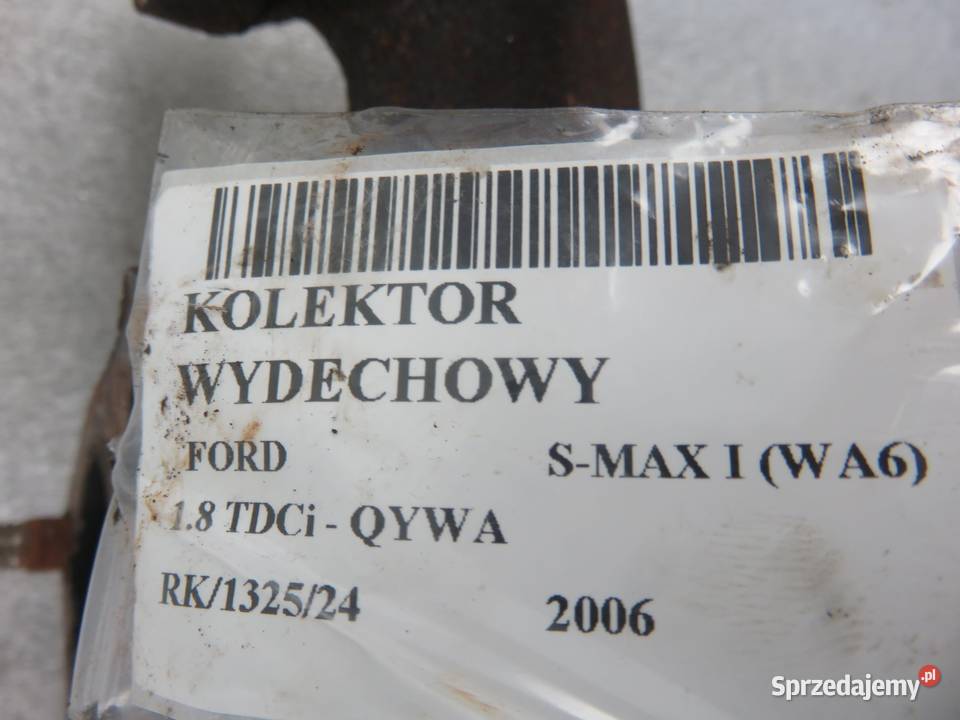 KOLEKTOR
WYDECHOWY
FORD S-MAX I (WA6)
1.8 TDCi - QYWA
RK/1325/24 2006
Sprzedajemy.pl